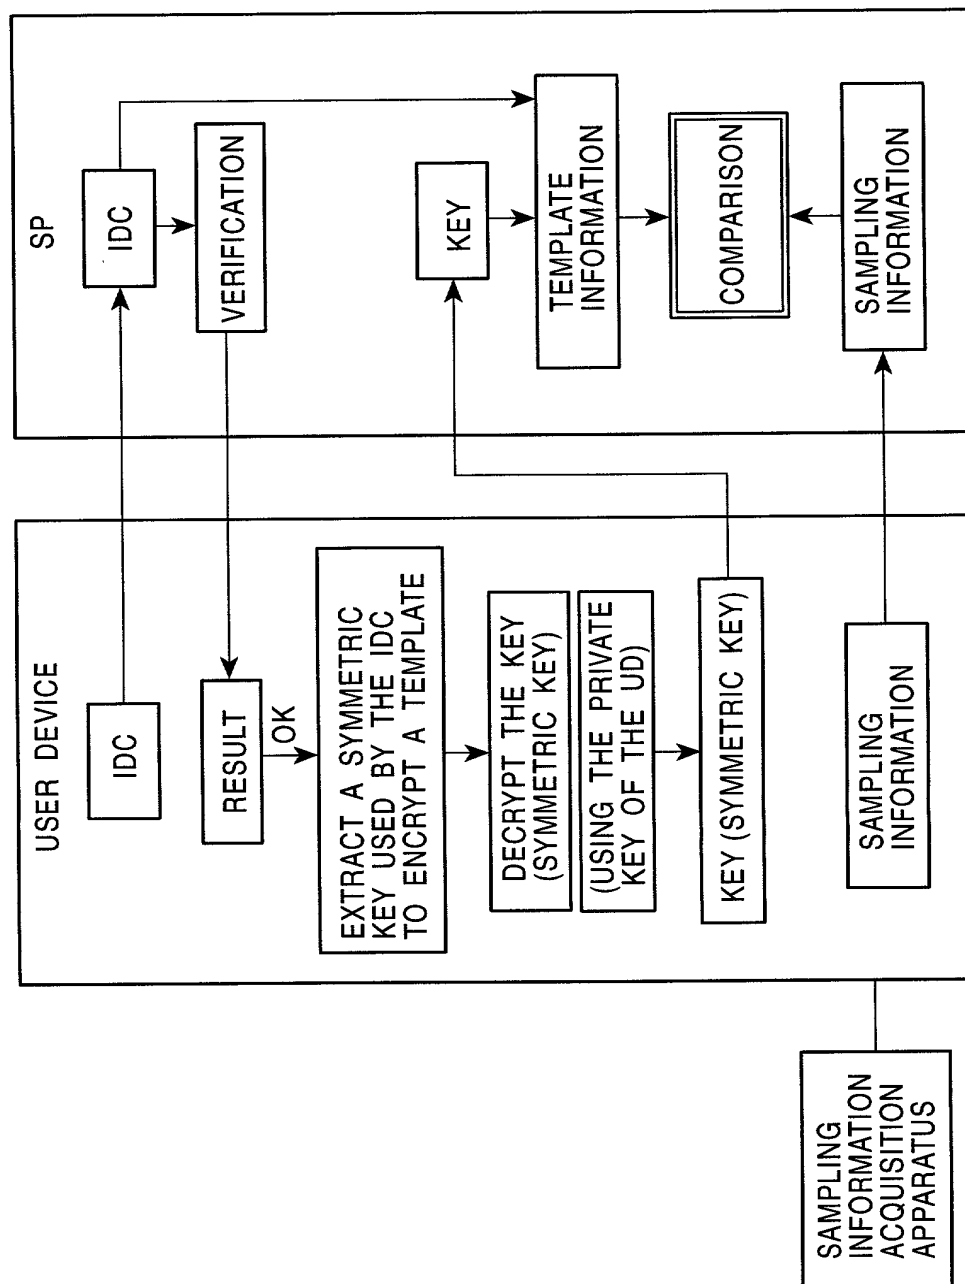 USER DEVICE
IDC
RESULT
OK
EXTRACT A SYMMETRIC
KEY USED BY THE IDC
TO ENCRYPT A TEMPLATE
DECRYPT THE KEY
(SYMMETRIC KEY)
(USING THE PRIVATE
KEY OF THE UD)
KEY (SYMMETRIC KEY)
SAMPLING
INFORMATION
SAMPLING
INFORMATION
ACQUISITION
APPARATUS
SP
IDC
VERIFICATION
KEY
TEMPLATE
INFORMATION
COMPARISON
SAMPLING
INFORMATION